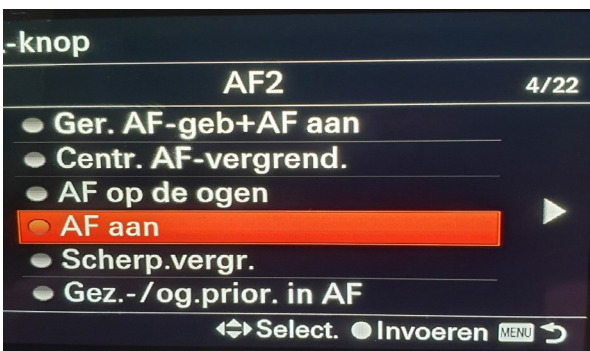 -knop
AF2 4/22
Ger. AF-geb+AF aan
Centr. AF-vergrend.
AF op de ogen
AF aan
Scherp.vergr.
Gez.-/og.prior. in AF
Select. Invoeren MENU